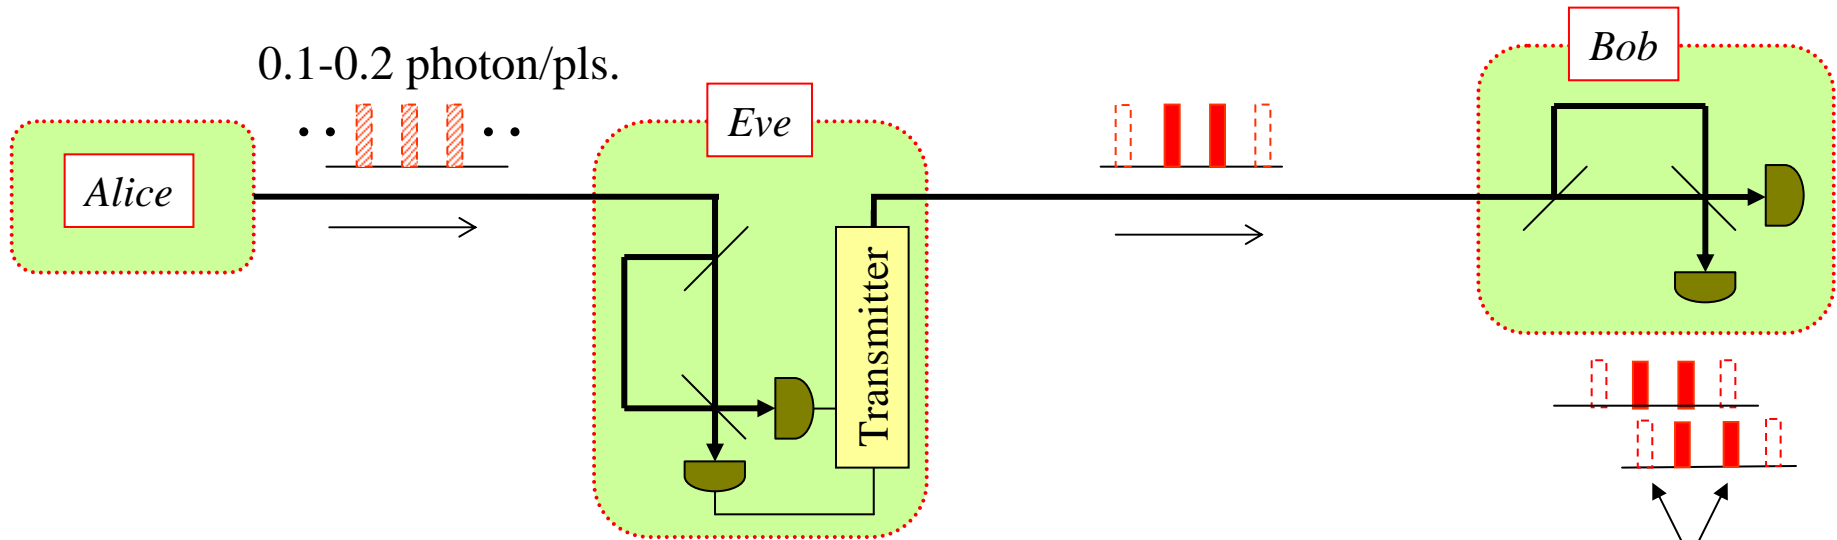 0.1-0.2 photon/pls.
Alice
Eve
Bob
Transmitter